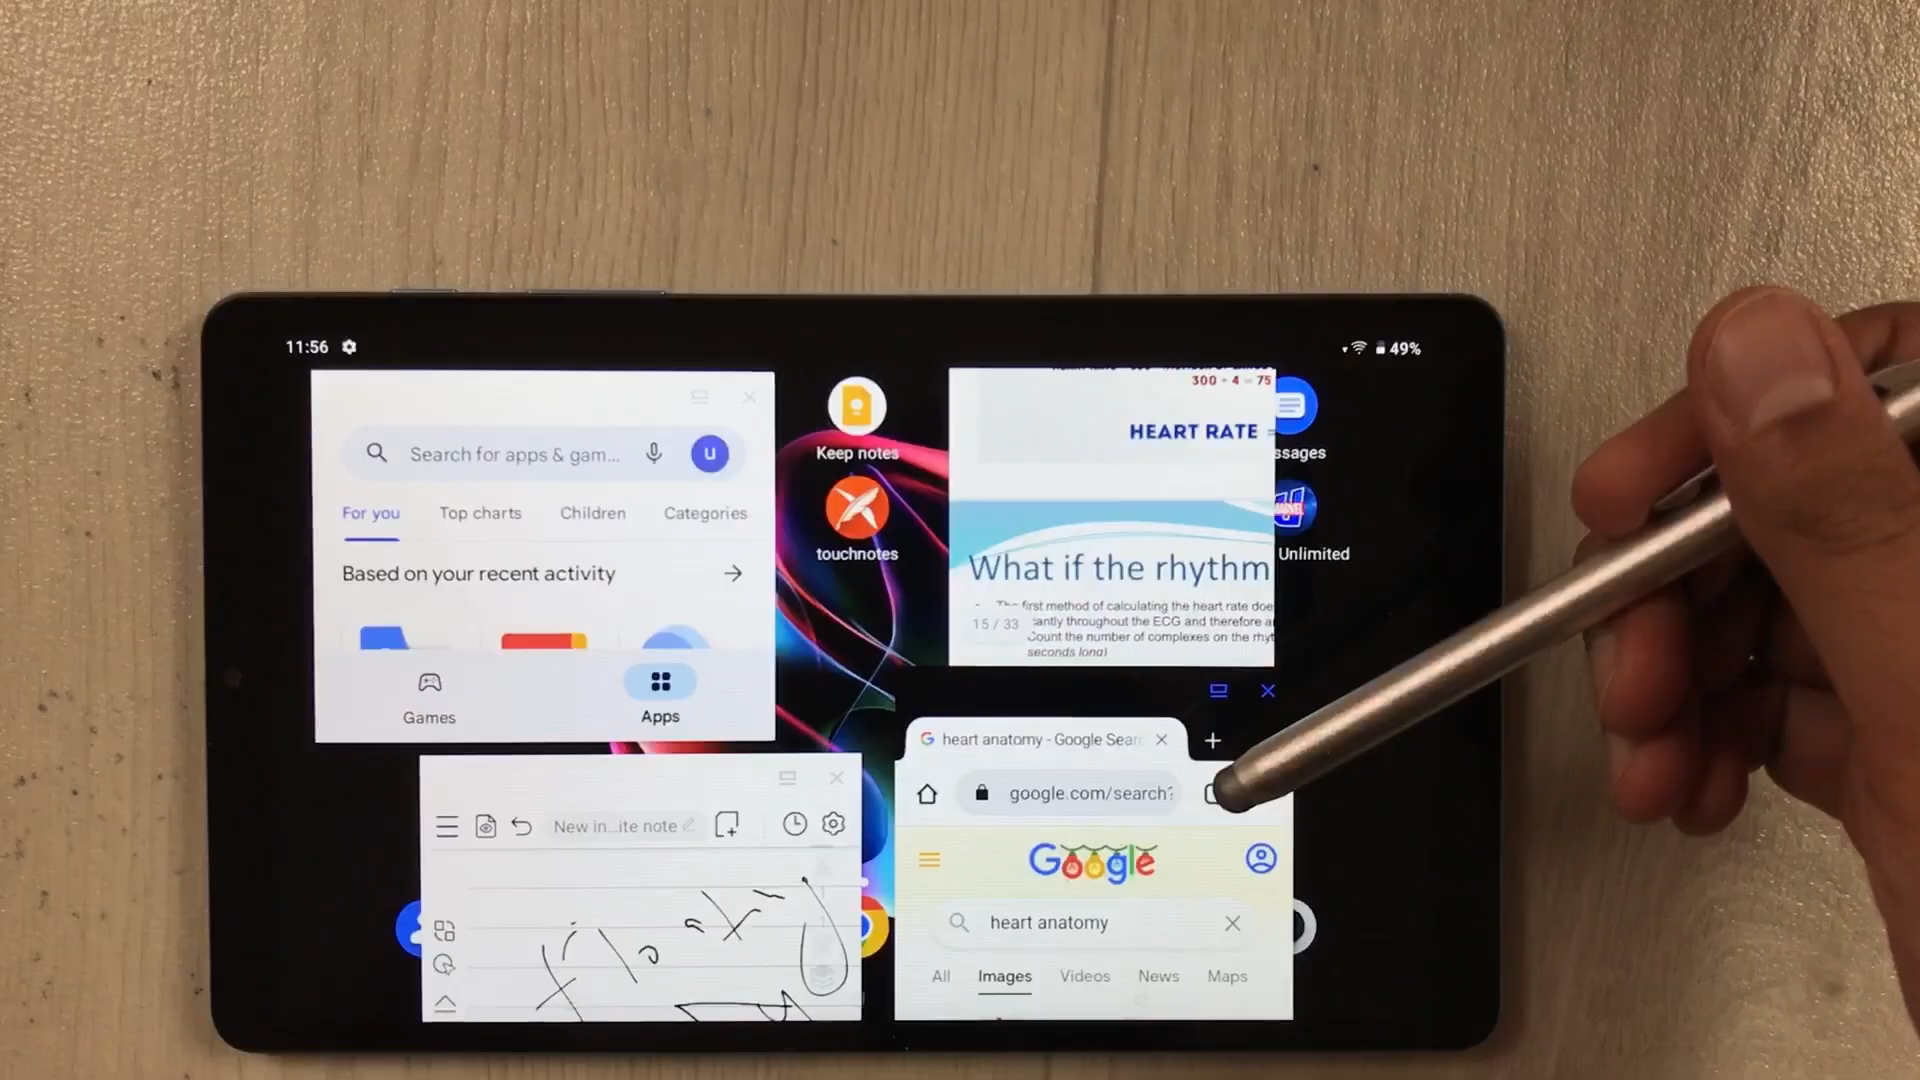 11:56
49%
Search for apps & gam...
u
For you
Top charts
Children
Categories
Based on your recent activity
Games
Apps
Keep notes
touchnotes
300 ÷ 4 = 75
HEART RATE =
What if the rhythm
first method of calculating the heart rate doe
15 / 33
cantly throughout the ECG and therefore a
Count the number of complexes on the rhyt
seconds long)
ssages
MARVEL
U
Unlimited
heart anatomy - Google Sear
google.com/search?
Google
heart anatomy
All
Images
Videos
News
Maps
New in...ite note